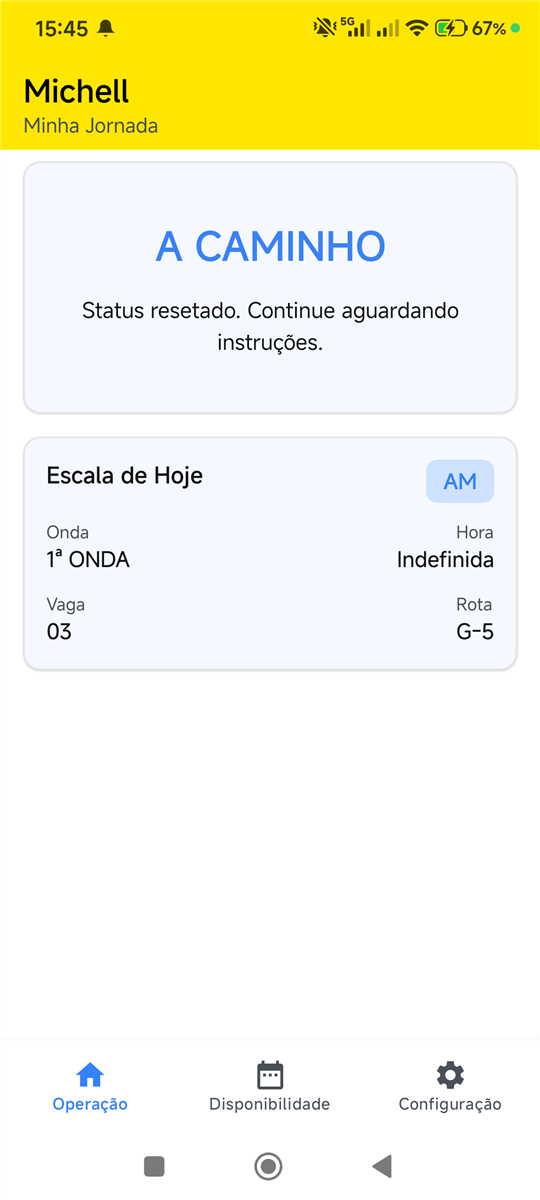 15:45 5G 67%
Michell
Minha Jornada
A CAMINHO
Status resetado. Continue aguardando
instruções.
Escala de Hoje AM
Onda Hora
1ª ONDA Indefinida
Vaga Rota
03 G-5
Operação Disponibilidade Configuração